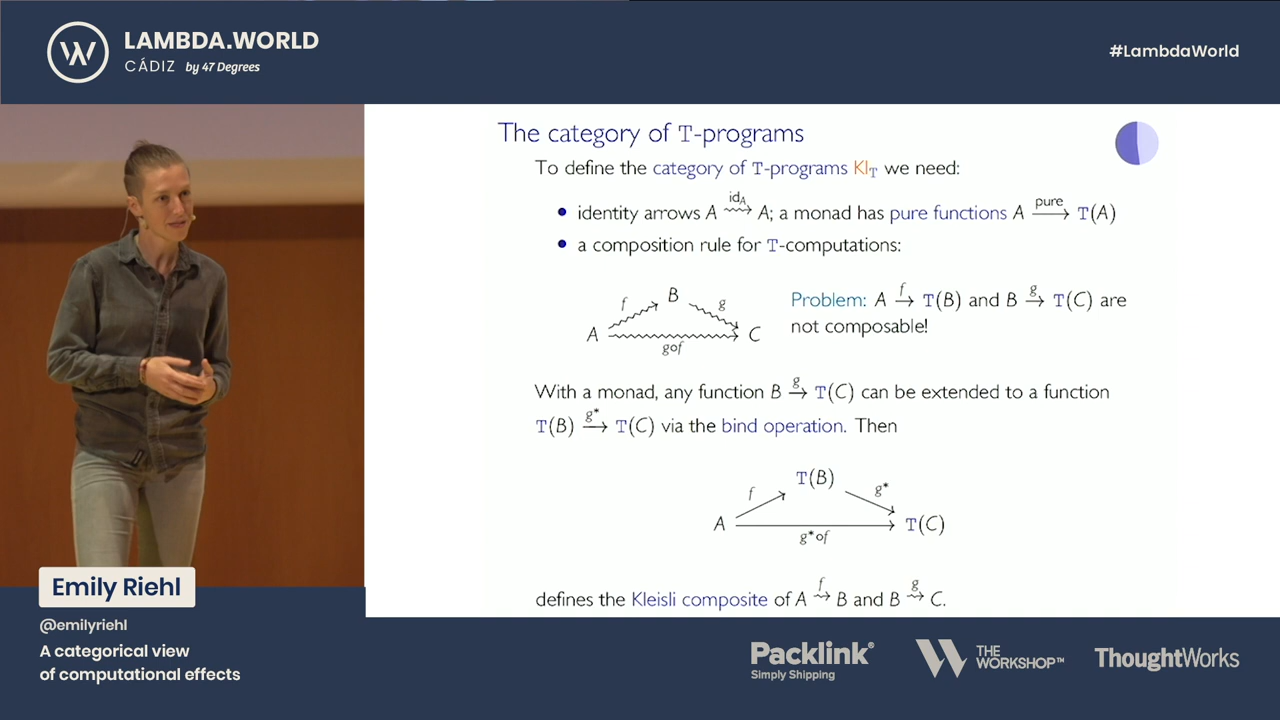 LAMBDA.WORLD
CÁDIZ by 47 Degrees
#LambdaWorld
The category of T-programs
To define the category of T-programs Kl_T we need:
• identity arrows A id_A ⇝ A; a monad has pure functions A pure → T(A)
• a composition rule for T-computations:
B
f g
A C
g∘f
Problem: A f → T(B) and B g → T(C) are
not composable!
With a monad, any function B g → T(C) can be extended to a function
T(B) g* → T(C) via the bind operation. Then
T(B)
f g*
A T(C)
g*∘f
defines the Kleisli composite of A f ⇝ B and B g ⇝ C.
Emily Riehl
@emilyriehl
A categorical view
of computational effects
Packlink®
Simply Shipping
THE
WORKSHOP™
ThoughtWorks